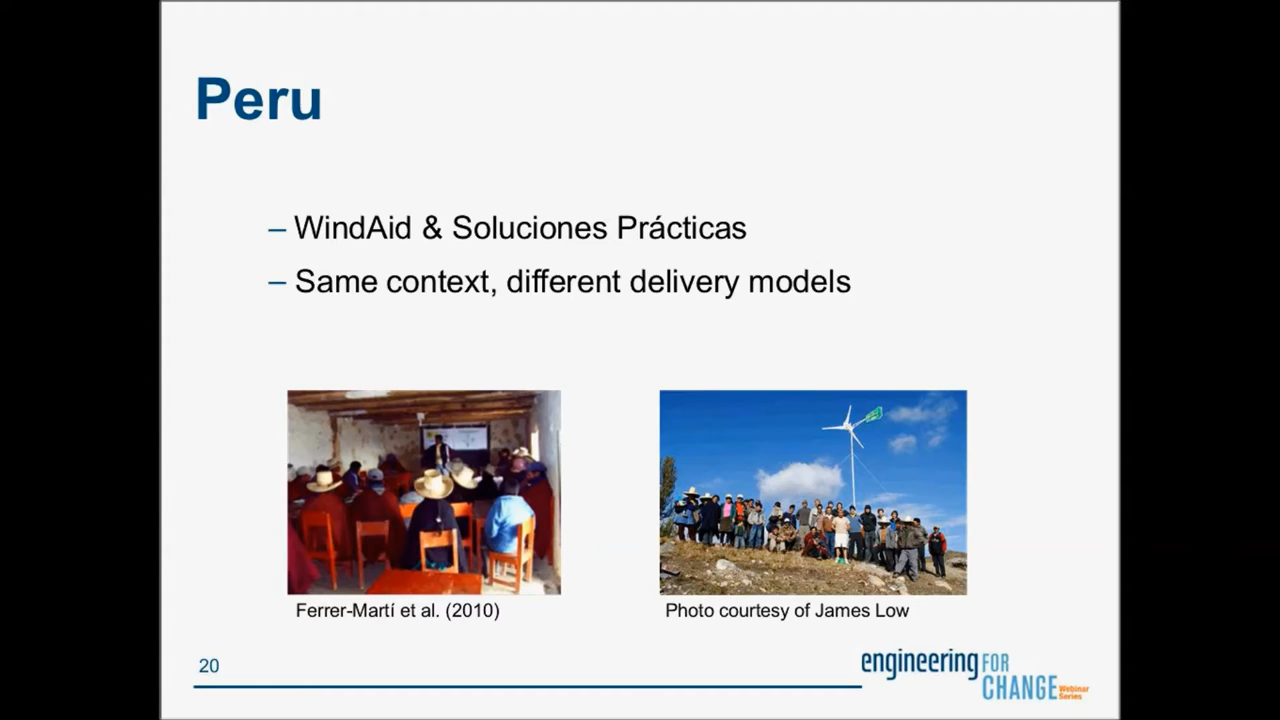 Peru
– WindAid & Soluciones Prácticas
– Same context, different delivery models
Ferrer-Martí et al. (2010)
Photo courtesy of James Low
20
engineering FOR
CHANGE Webinar
Series